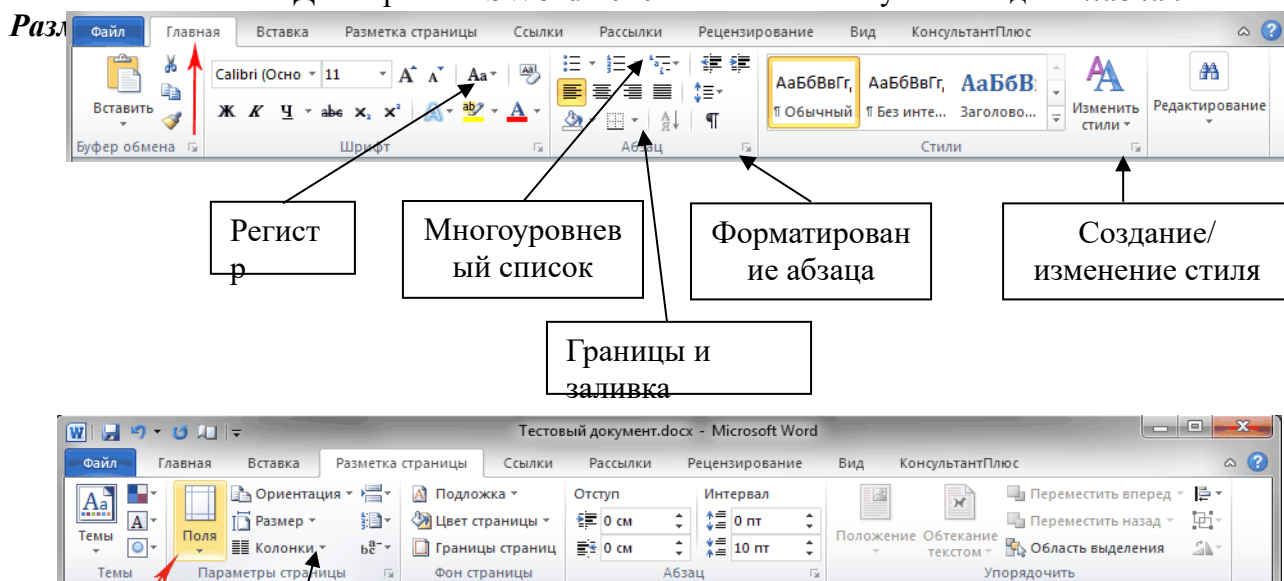 Разм
Файл Главная Вставка Разметка страницы Ссылки Рассылки Рецензирование Вид КонсультантПлюс
Calibri (Осно 11 Aa
Вставить
Ж К Ч abc x₂ x²
АаБбВвГг, АаБбВвГг, АаБбВ
¶ Обычный ¶ Без инте... Заголово...
Изменить стили
Редактирование
Буфер обмена Шрифт Абзац Стили
Регист
р
Многоуровнев
ый список
Форматирован
ие абзаца
Создание/
изменение стиля
Границы и
заливка
Тестовый документ.docx - Microsoft Word
Файл Главная Вставка Разметка страницы Ссылки Рассылки Рецензирование Вид КонсультантПлюс
Ориентация Подложка Отступ Интервал Переместить вперед
Темы Поля Размер Цвет страницы 0 см 0 пт Положение Обтекание текстом Переместить назад
Колонки Границы страниц 0 см 10 пт Область выделения
Темы Параметры страницы Фон страницы Абзац Упорядочить